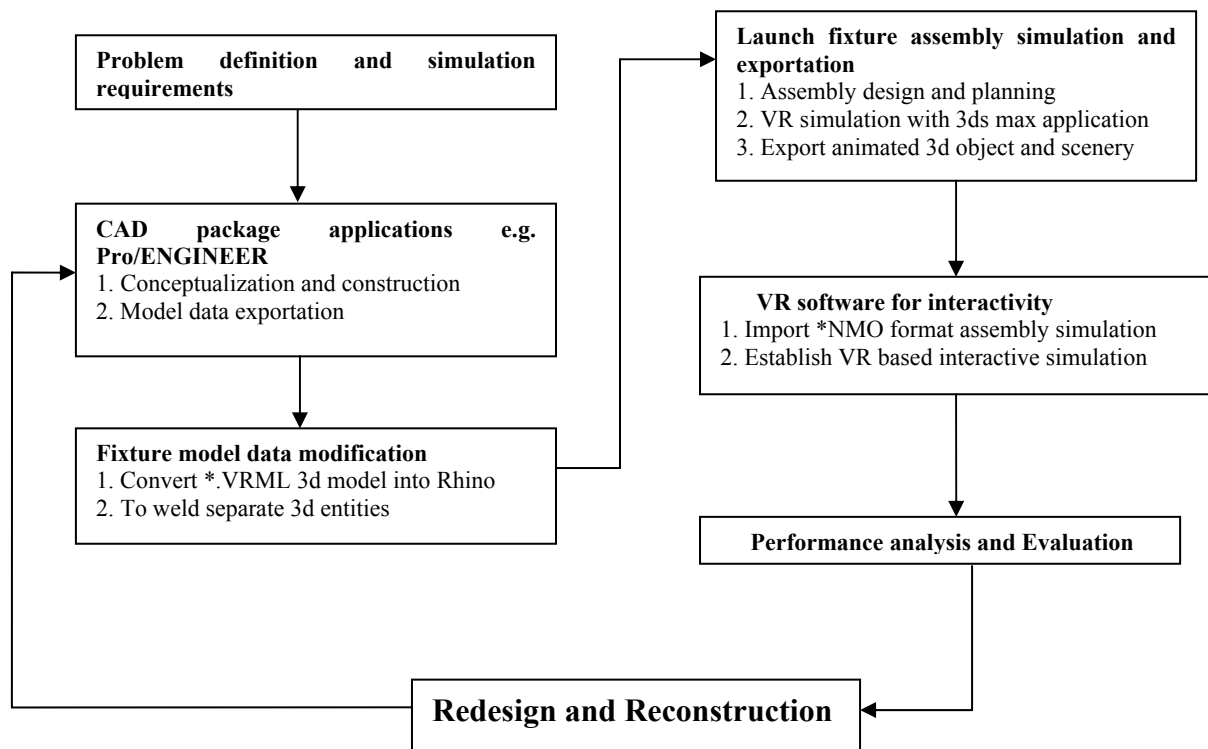 Problem definition and simulation
requirements
CAD package applications e.g.
Pro/ENGINEER
1. Conceptualization and construction
2. Model data exportation
Fixture model data modification
1. Convert *.VRML 3d model into Rhino
2. To weld separate 3d entities
Launch fixture assembly simulation and
exportation
1. Assembly design and planning
2. VR simulation with 3ds max application
3. Export animated 3d object and scenery
VR software for interactivity
1. Import *NMO format assembly simulation
2. Establish VR based interactive simulation
Performance analysis and Evaluation
Redesign and Reconstruction